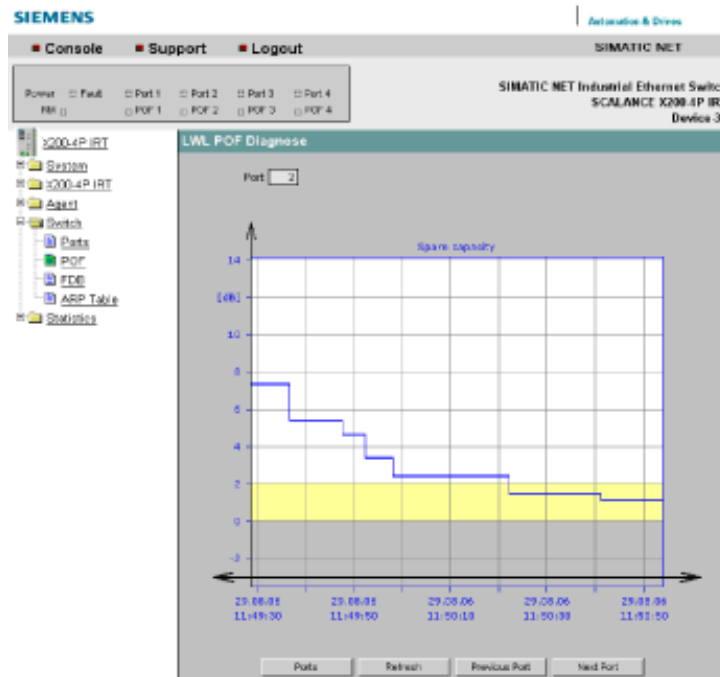 SIEMENS
Automation & Drives
Console Support Logout
SIMATIC NET
Power Fault Port 1 Port 2 Port 3 Port 4
RM POF 1 POF 2 POF 3 POF 4
SIMATIC NET Industrial Ethernet Switc
SCALANCE X200-4P IR
Device-3
X200-4P IRT
System
X200-4P IRT
Agent
Switch
Ports
POF
FDB
ARP Table
Statistics
LWL POF Diagnose
Port 2
Spare capacity
14
[dB]
10
8
6
4
2
0
-2
29.08.06 29.08.06 29.08.06 29.08.06 29.08.06
11:49:30 11:49:50 11:50:10 11:50:30 11:50:50
Ports Refresh Previous Port Next Port